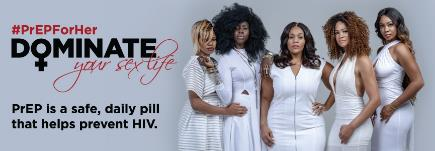 #PrEPForHer
DOMINATE
your sex life
PrEP is a safe, daily pill
that helps prevent HIV.